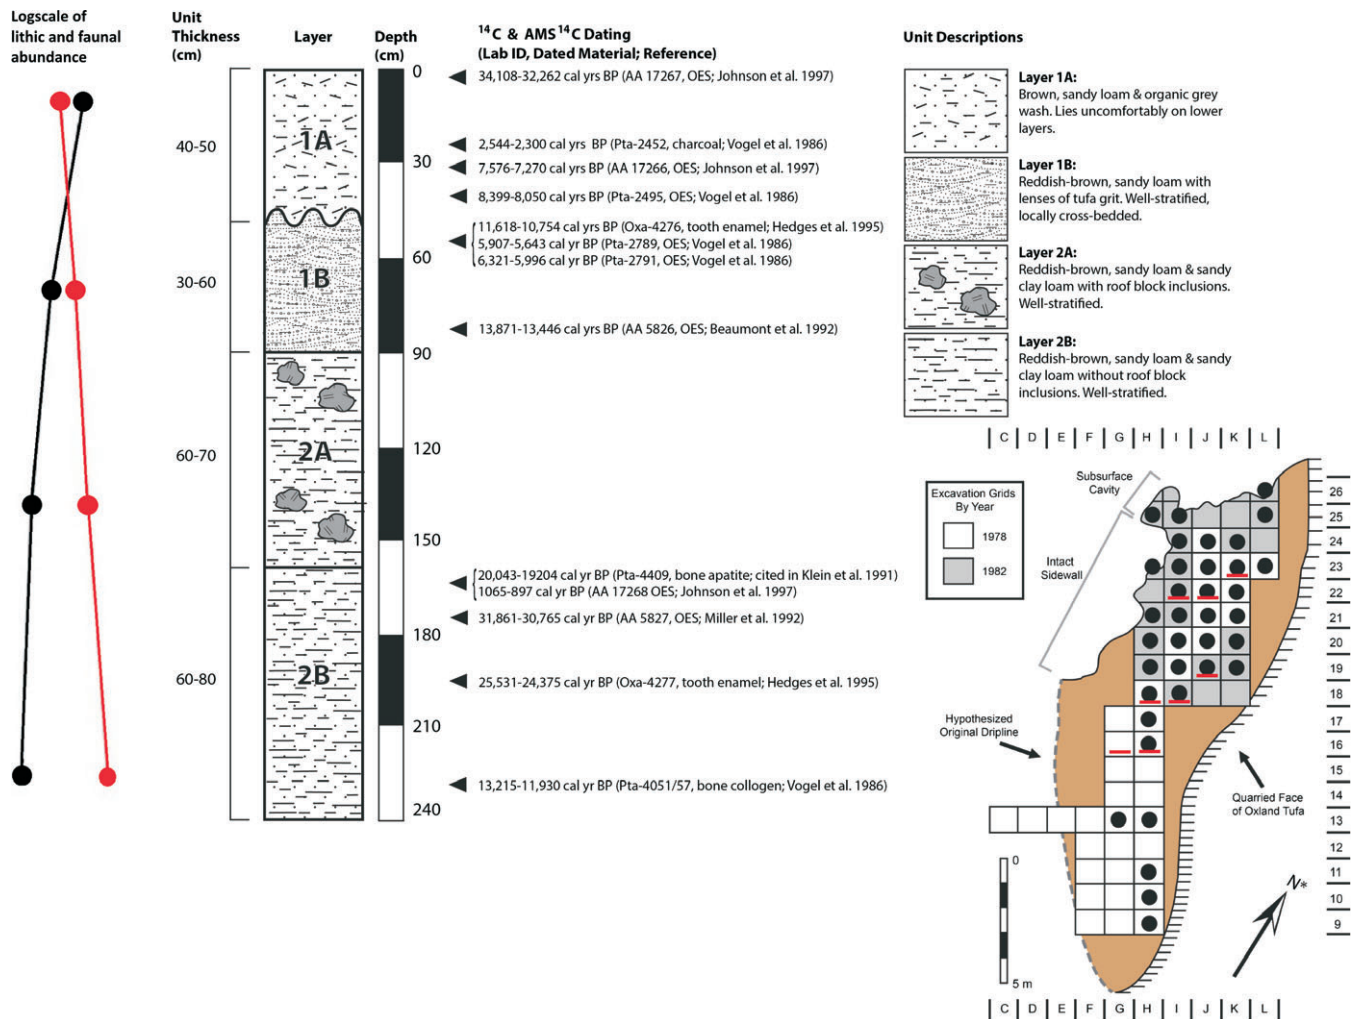 Logscale of
lithic and faunal
abundance
Unit
Thickness
(cm)
Layer
Depth
(cm)
¹⁴C & AMS ¹⁴C Dating
(Lab ID, Dated Material; Reference)
Unit Descriptions
40-50
30-60
60-70
60-80
1A
1B
2A
2B
0
30
60
90
120
150
180
210
240
34,108-32,262 cal yrs BP (AA 17267, OES; Johnson et al. 1997)
2,544-2,300 cal yrs BP (Pta-2452, charcoal; Vogel et al. 1986)
7,576-7,270 cal yrs BP (AA 17266, OES; Johnson et al. 1997)
8,399-8,050 cal yrs BP (Pta-2495, OES; Vogel et al. 1986)
11,618-10,754 cal yrs BP (Oxa-4276, tooth enamel; Hedges et al. 1995)
5,907-5,643 cal yr BP (Pta-2789, OES; Vogel et al. 1986)
6,321-5,996 cal yr BP (Pta-2791, OES; Vogel et al. 1986)
13,871-13,446 cal yrs BP (AA 5826, OES; Beaumont et al. 1992)
20,043-19204 cal yr BP (Pta-4409, bone apatite; cited in Klein et al. 1991)
1065-897 cal yr BP (AA 17268 OES; Johnson et al. 1997)
31,861-30,765 cal yr BP (AA 5827, OES; Miller et al. 1992)
25,531-24,375 cal yr BP (Oxa-4277, tooth enamel; Hedges et al. 1995)
13,215-11,930 cal yr BP (Pta-4051/57, bone collogen; Vogel et al. 1986)
Layer 1A:
Brown, sandy loam & organic grey
wash. Lies uncomfortably on lower
layers.
Layer 1B:
Reddish-brown, sandy loam with
lenses of tufa grit. Well-stratified,
locally cross-bedded.
Layer 2A:
Reddish-brown, sandy loam & sandy
clay loam with roof block inclusions.
Well-stratified.
Layer 2B:
Reddish-brown, sandy loam & sandy
clay loam without roof block
inclusions. Well-stratified.
C D E F G H I J K L
Subsurface
Cavity
Excavation Grids
By Year
1978
1982
Intact
Sidewall
Hypothesized
Original Dripline
Quarried Face
of Oxland Tufa
26
25
24
23
22
21
20
19
18
17
16
15
14
13
12
11
10
9
0
5 m
N*
C D E F G H I J K L